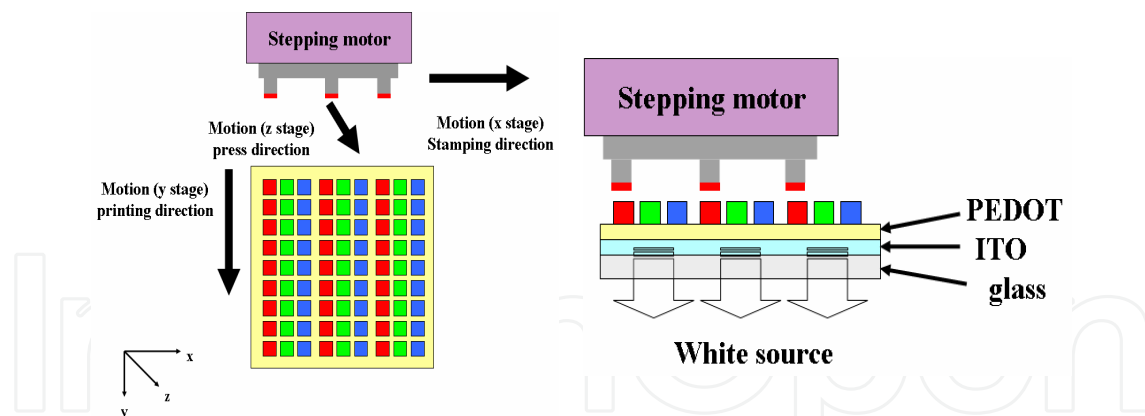 Stepping motor
Motion (x stage)
Stamping direction
Motion (z stage)
press direction
Motion (y stage)
printing direction
x
z
y
Stepping motor
PEDOT
ITO
glass
White source